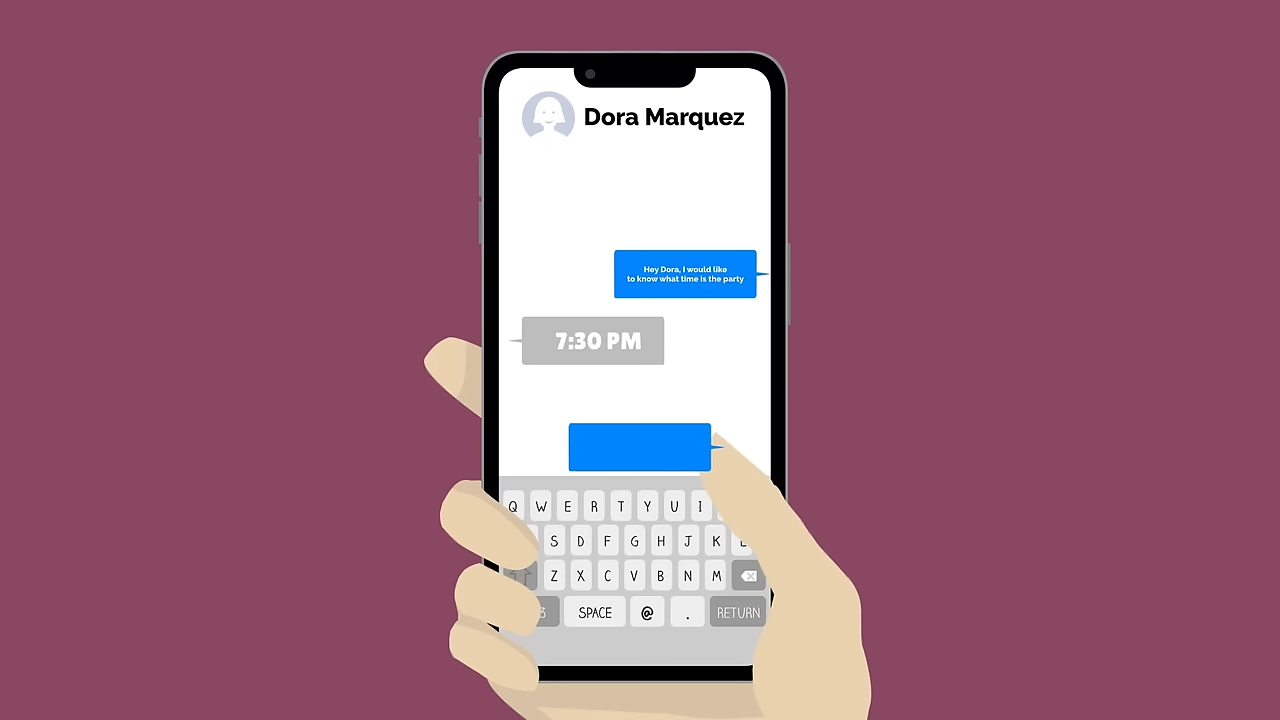 Dora Marquez
Hey Dora, I would like
to know what time is the party
7:30 PM
Q W E R T Y U I
S D F G H J K L
Z X C V B N M
SPACE @ . RETURN